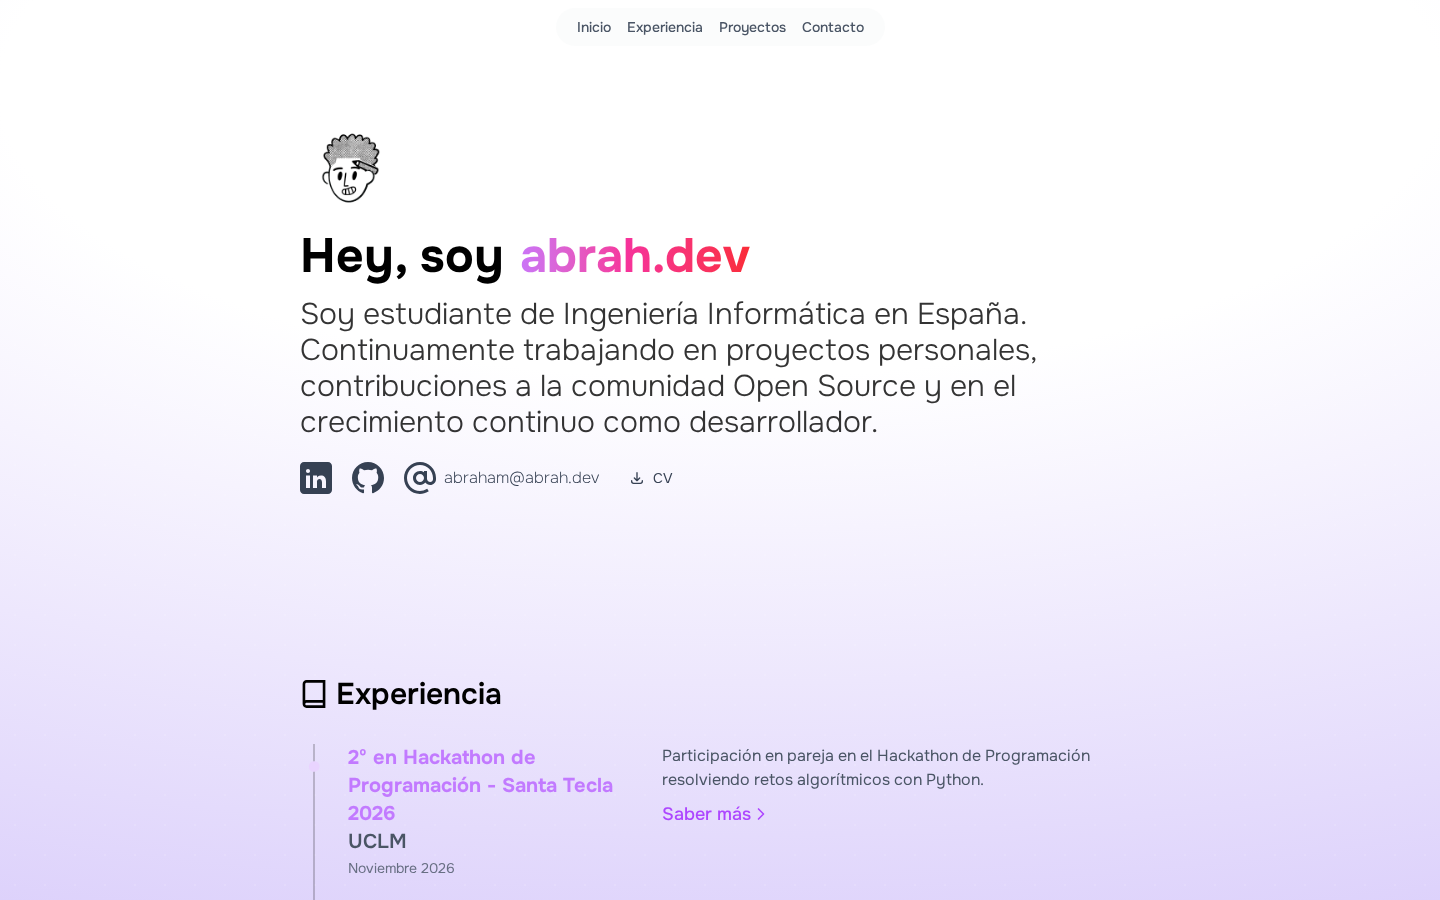 Inicio Experiencia Proyectos Contacto
Hey, soy abrah.dev
Soy estudiante de Ingeniería Informática en España.
Continuamente trabajando en proyectos personales,
contribuciones a la comunidad Open Source y en el
crecimiento continuo como desarrollador.
in abraham@abrah.dev CV
Experiencia
2º en Hackathon de
Programación - Santa Tecla
2026
UCLM
Noviembre 2026
Participación en pareja en el Hackathon de Programación
resolviendo retos algorítmicos con Python.
Saber más